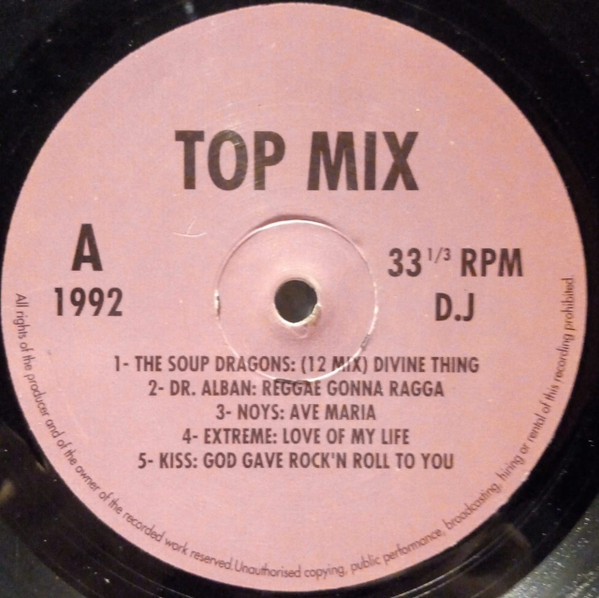 TOP MIX
A
1992
33 1/3 RPM
D.J
1- THE SOUP DRAGONS: (12 MIX) DIVINE THING
2- DR. ALBAN: REGGAE GONNA RAGGA
3- NOYS: AVE MARIA
4- EXTREME: LOVE OF MY LIFE
5- KISS: GOD GAVE ROCK'N ROLL TO YOU
All rights of the producer and of the owner of the recorded work reserved. Unauthorised copying, public performance, broadcasting, hiring or rental of this recording prohibited.